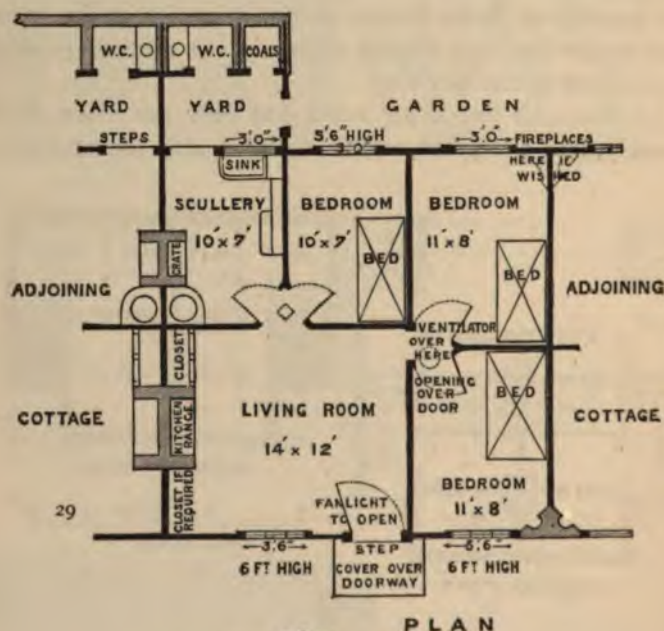 W.C.
W.C.
COALS
YARD
YARD
GARDEN
STEPS
3'.0"
5'6" HIGH
3'.0"
3'.0"
FIREPLACES
HERE IF
WISHED
SINK
SCULLERY
10' x 7'
BEDROOM
10' x 7'
BEDROOM
11' x 8'
BED
BED
GRATE
ADJOINING
ADJOINING
VENTILATOR
OVER
HERE
OPENING
OVER
DOOR
CLOSET
COTTAGE
COTTAGE
KITCHEN
RANGE
LIVING ROOM
14' x 12'
BED
BEDROOM
11' x 8'
29
CLOSET IF
REQUIRED
FANLIGHT
TO OPEN
3'.6"
6 FT HIGH
STEP
COVER OVER
DOORWAY
6 FT HIGH
PLAN